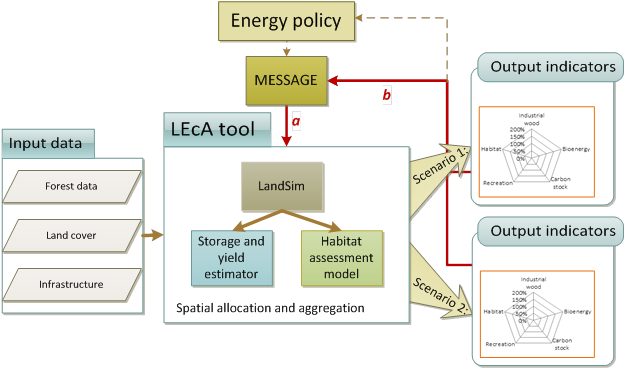 Energy policy
MESSAGE
a
b
LEcA tool
Input data
Forest data
Land cover
Infrastructure
LandSim
Storage and
yield
estimator
Habitat
assessment
model
Spatial allocation and aggregation
Scenario 1:
Scenario 2:
Output indicators
Industrial
wood
200%
150%
100%
50%
0%
Habitat
Bioenergy
Recreation
Carbon
stock
Output indicators
Industrial
wood
200%
150%
100%
50%
0%
Habitat
Bioenergy
Recreation
Carbon
stock